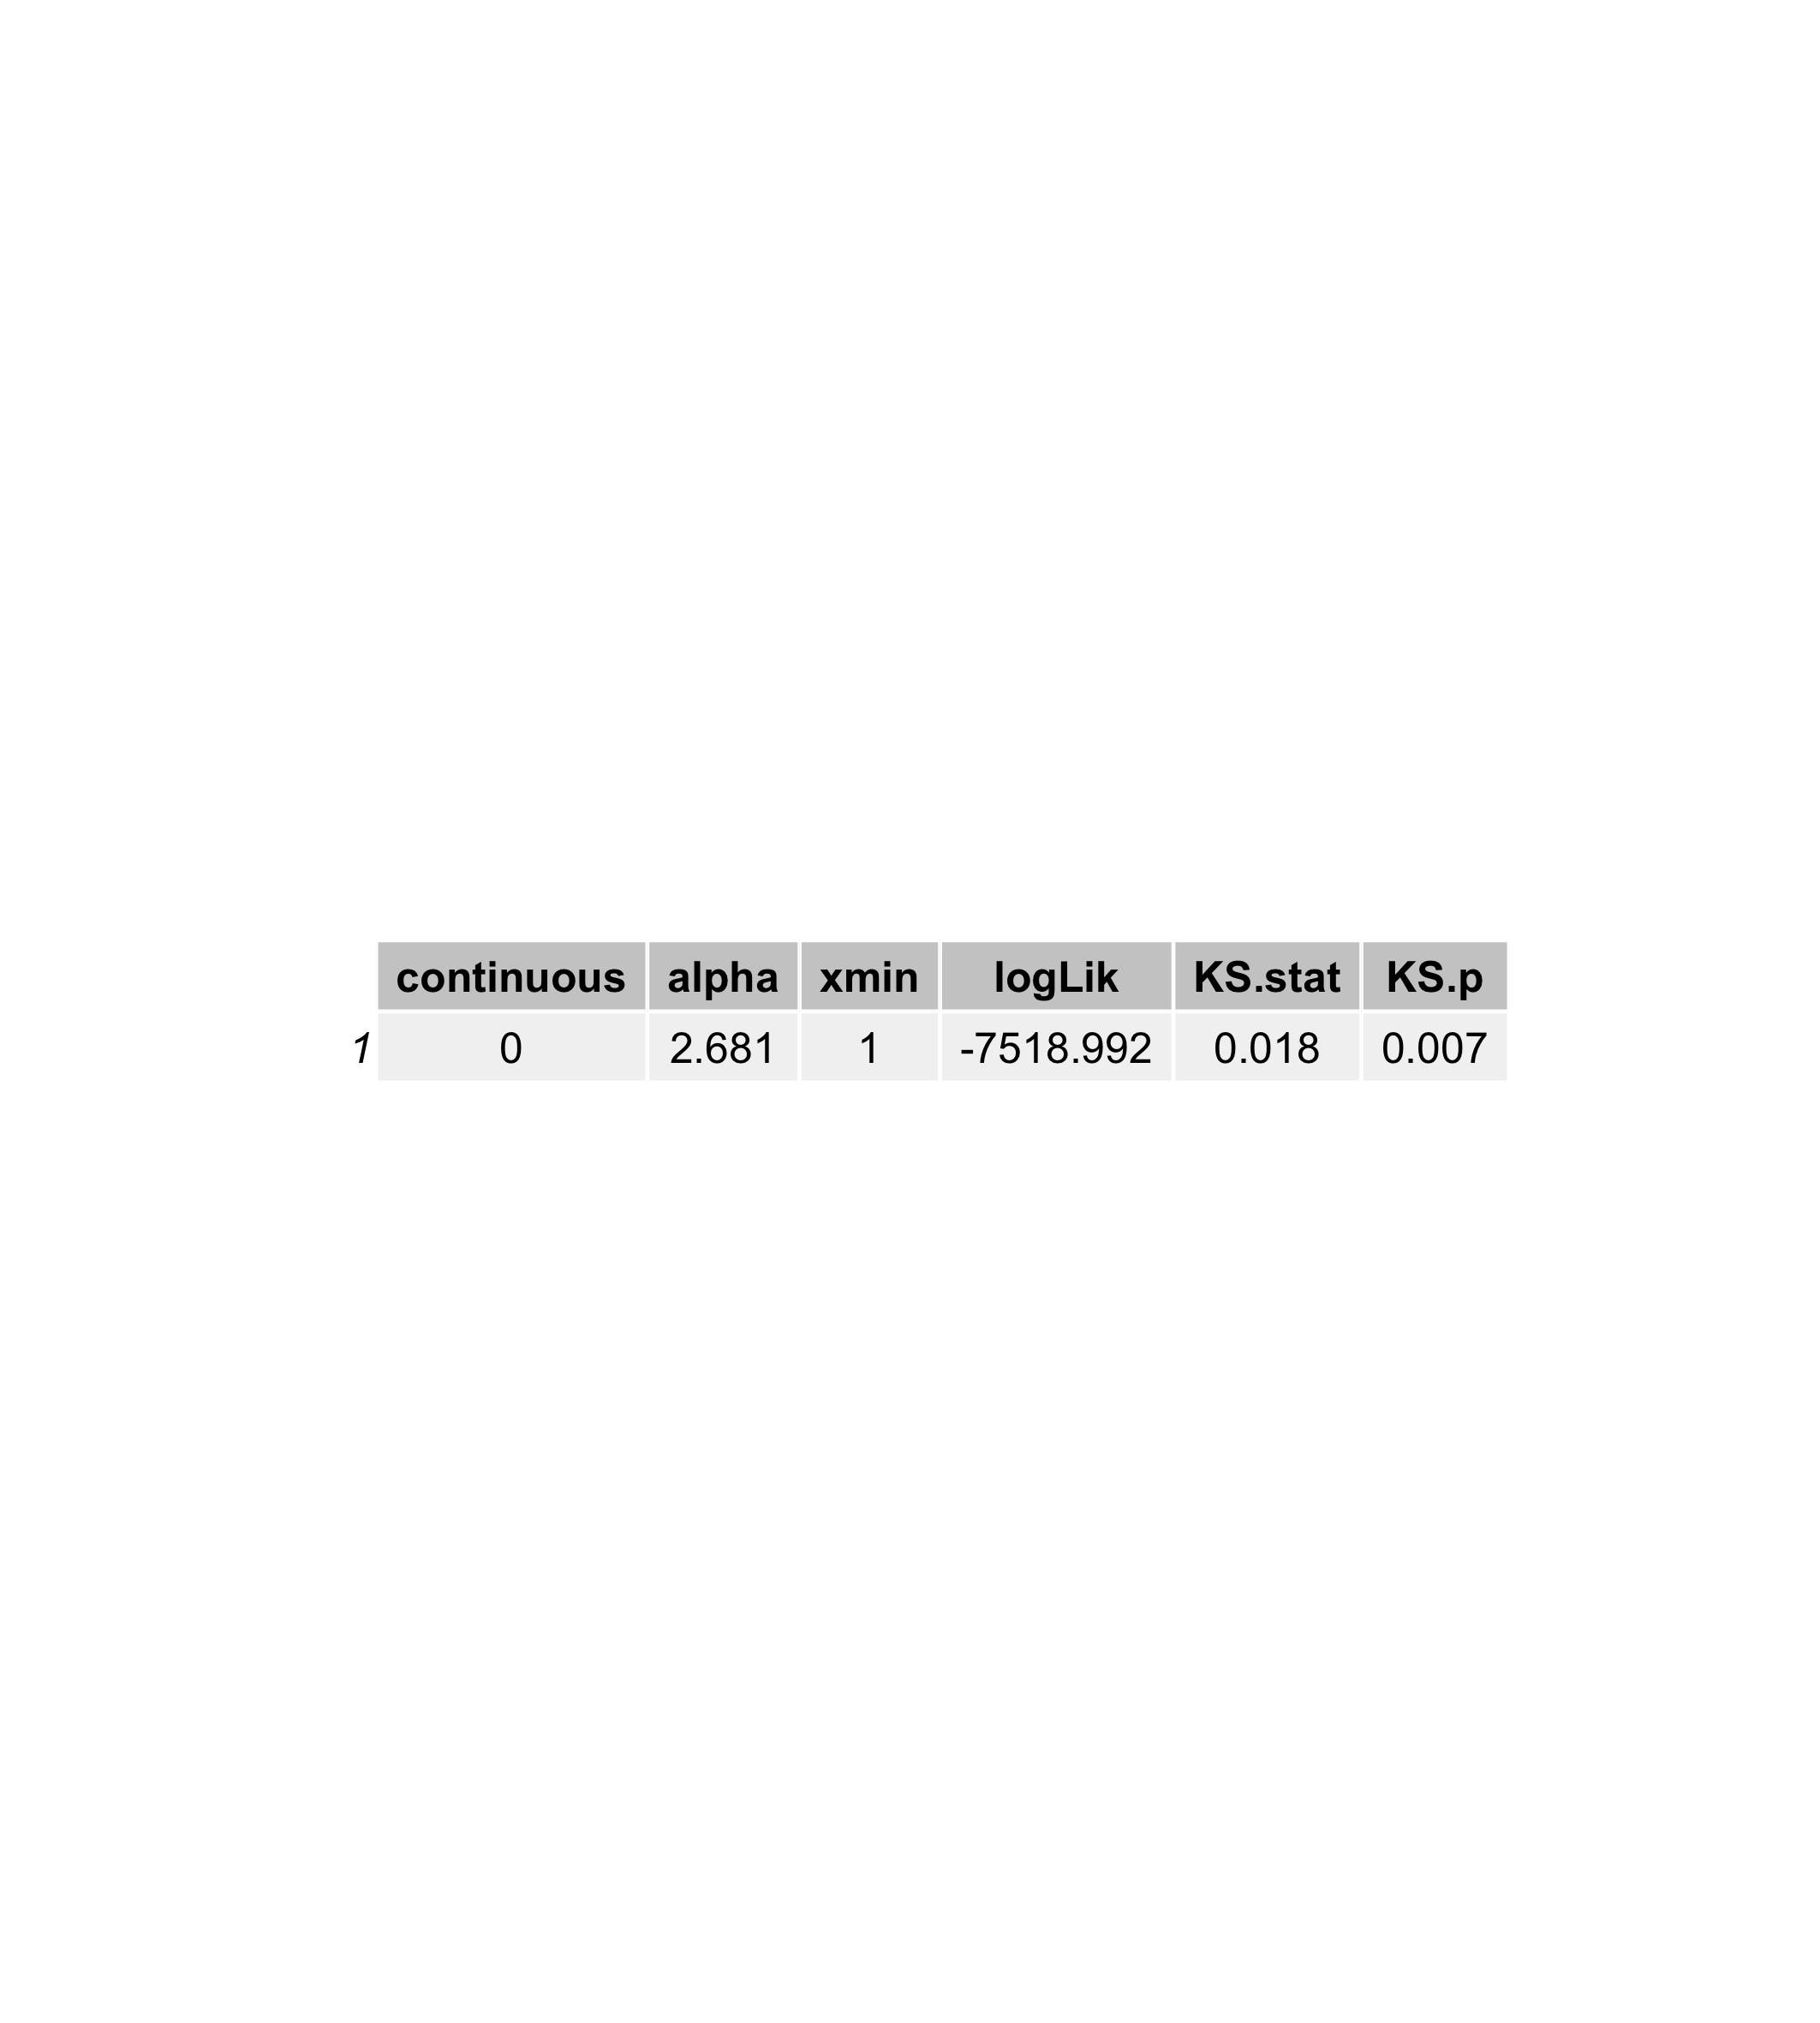 continuous alpha xmin logLik KS.stat KS.p
1 0 2.681 1 -7518.992 0.018 0.007